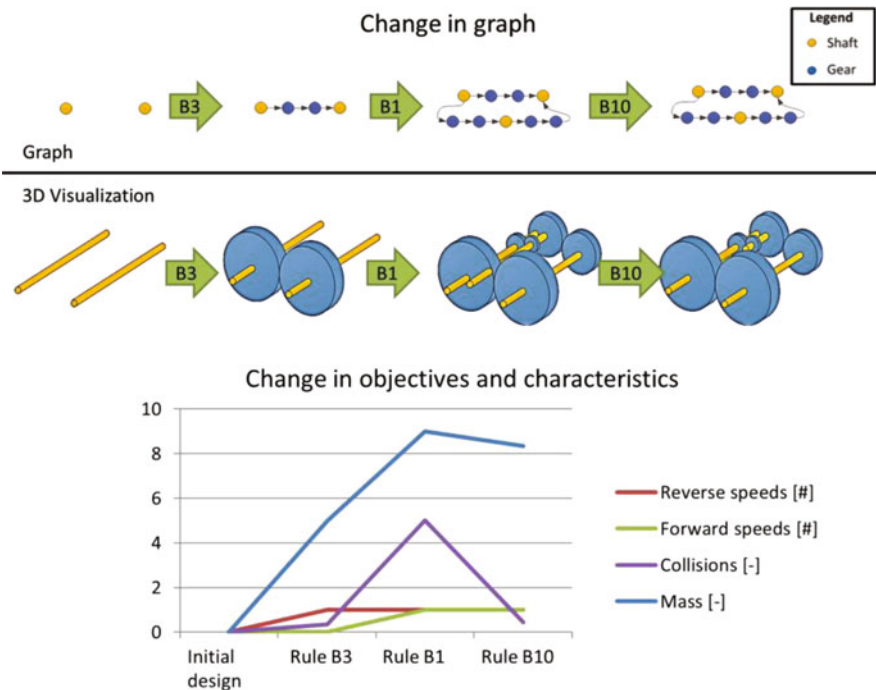 Change in graph
Legend
Shaft
Gear
B3
B1
B10
Graph
3D Visualization
B3
B1
B10
Change in objectives and characteristics
10
8
6
4
2
0
Initial design
Rule B3
Rule B1
Rule B10
Reverse speeds [#]
Forward speeds [#]
Collisions [-]
Mass [-]